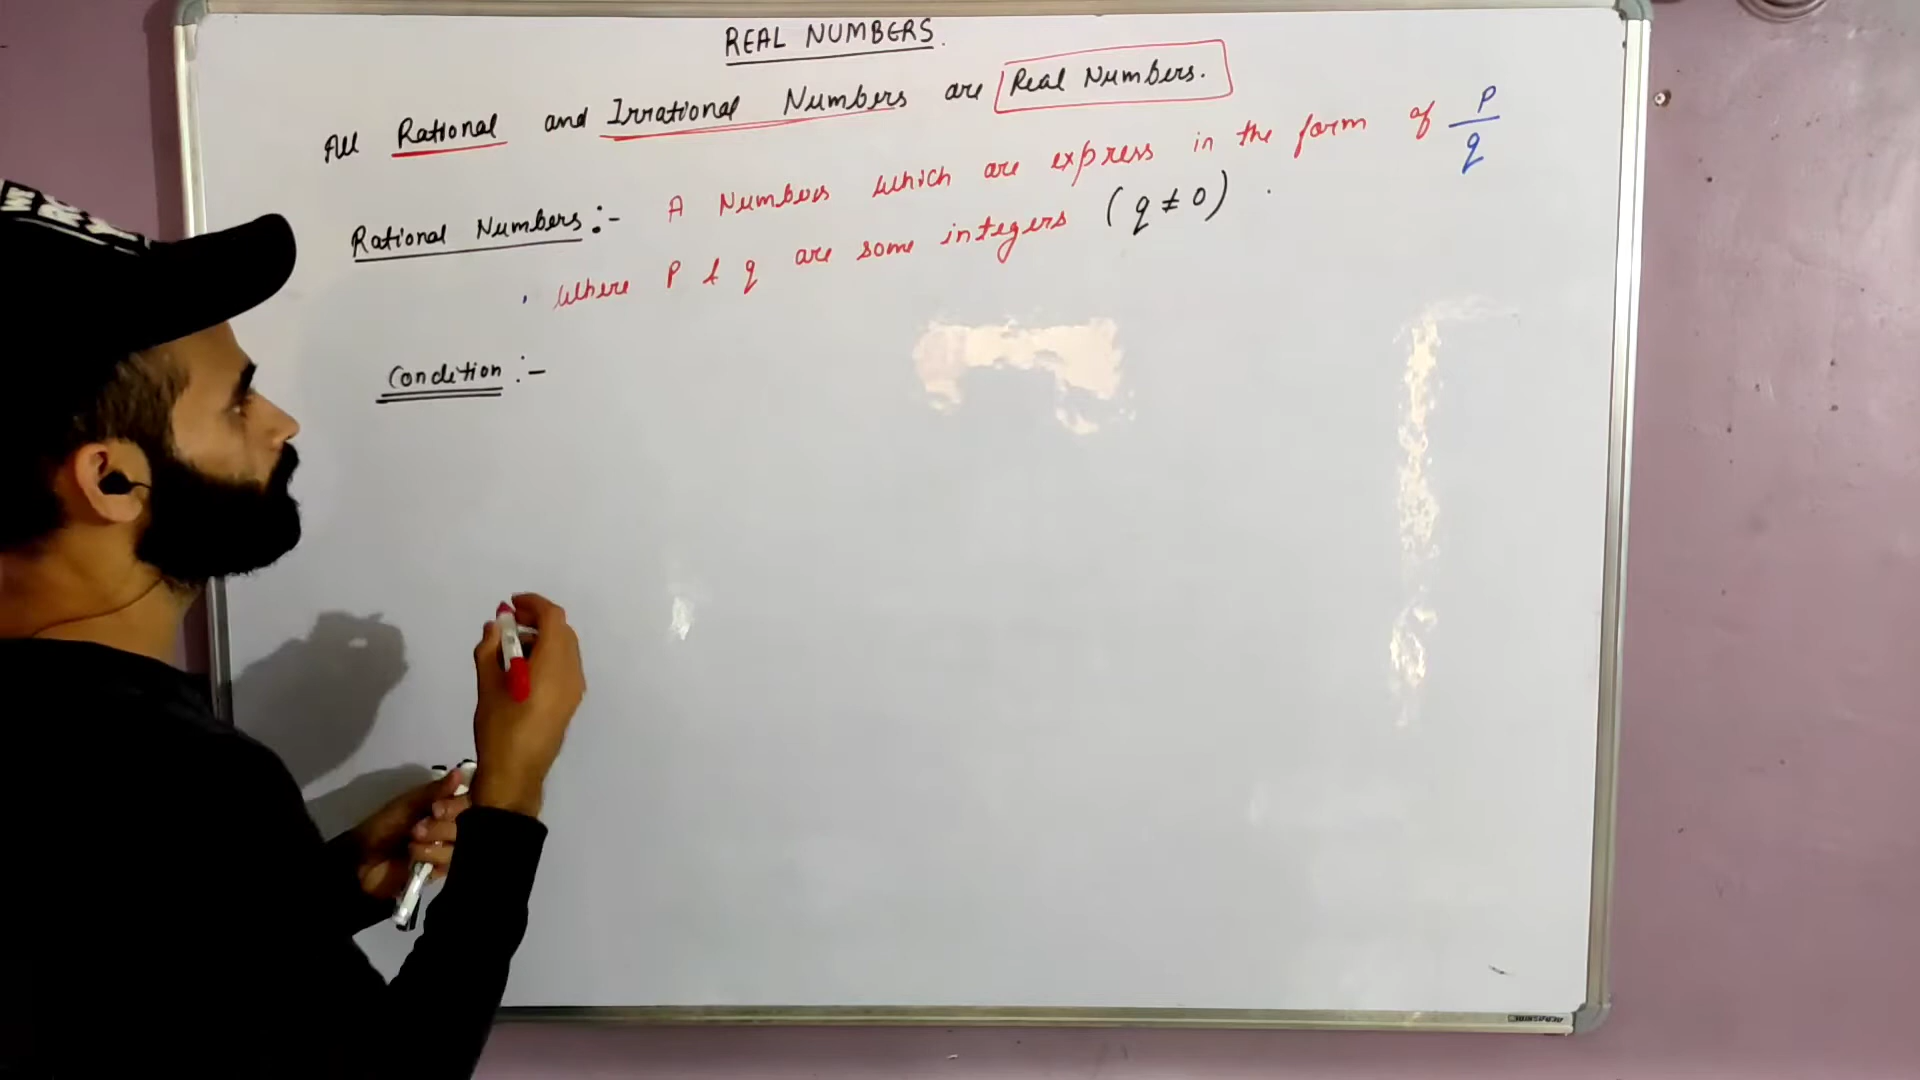 REAL NUMBERS.
All Rational and Irrational Numbers are Real Numbers.
Rational Numbers :- A Numbers which are express in the form of p/q
where P & q are some integers (q ≠ 0) .
Condition :-